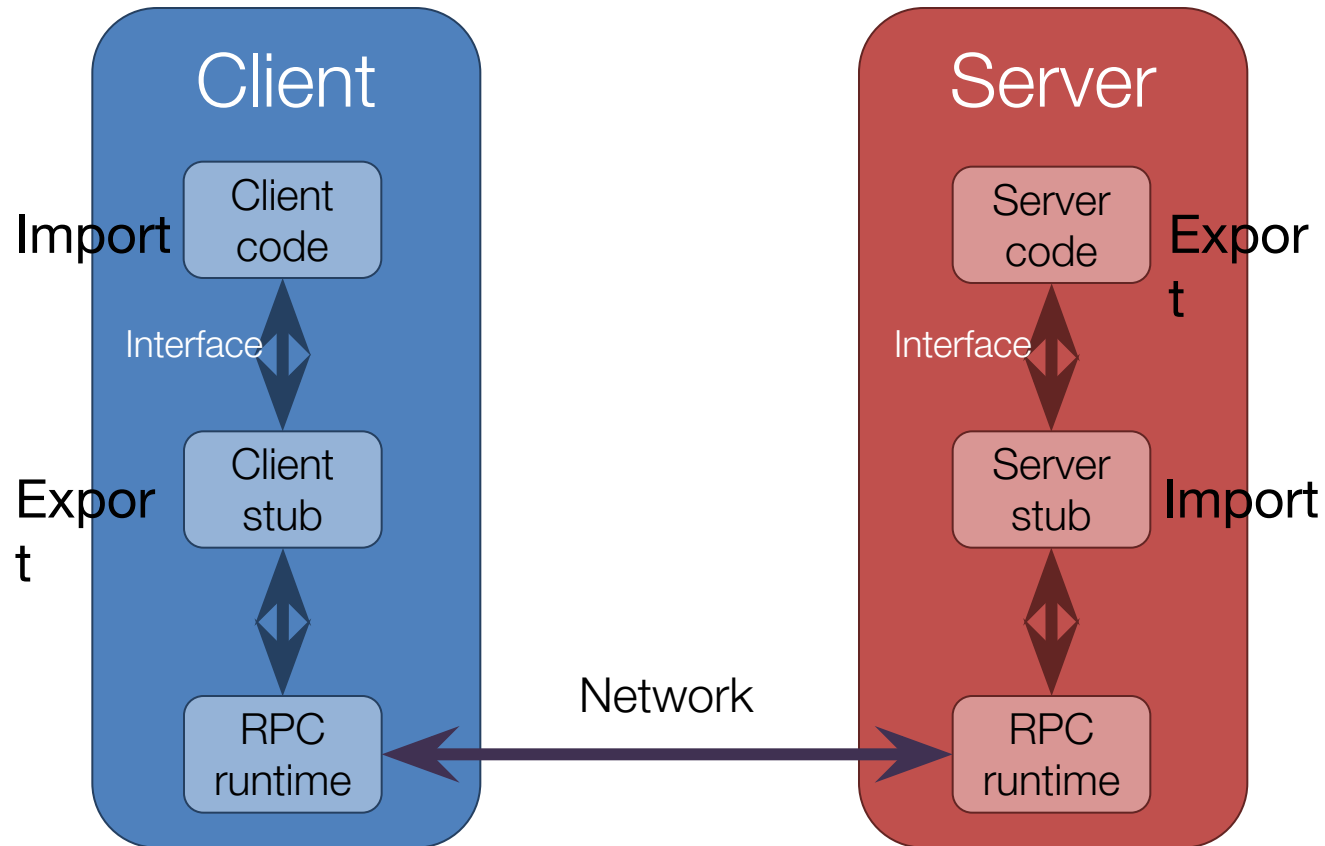 Client
Import
Client
code
Interface
Expor
t
Client
stub
RPC
runtime
Network
Server
Server
code
Expor
t
Interface
Server
stub
Import
RPC
runtime